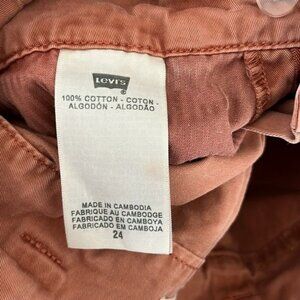 Levi's
100% COTTON - COTON -
ALGODÓN - ALGODÃO
MADE IN CAMBODIA
FABRIQUE AU CAMBODGE
FABRICADO EN CAMBOYA
FABRICADO EM CAMBOJA
24